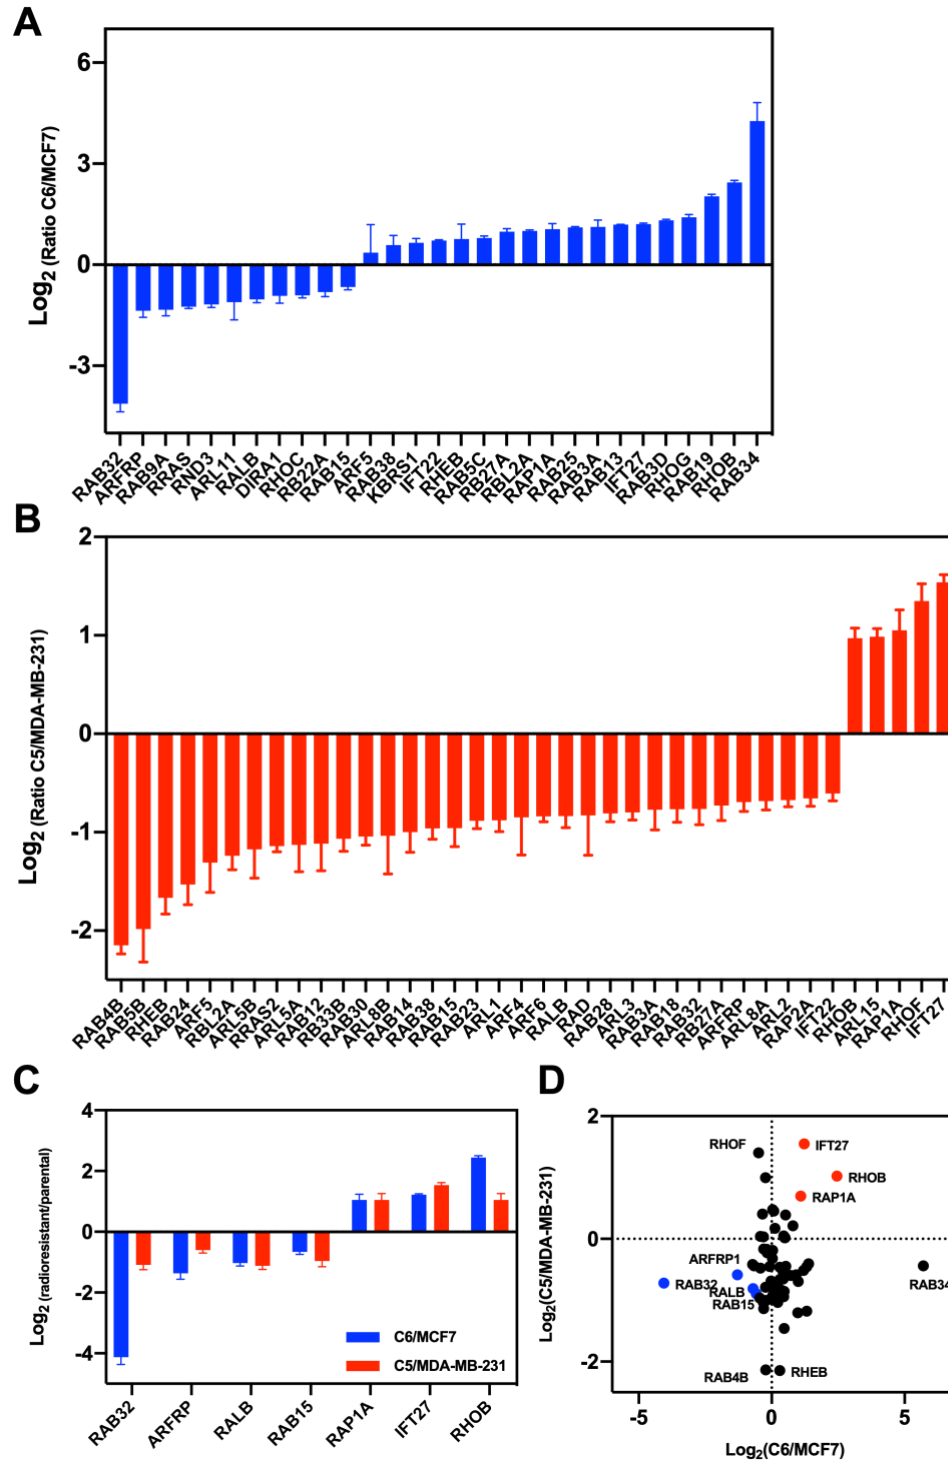 A
Log2 (Ratio C6/MCF7)
6
3
0
-3
RAB32
ARFRP
RAB9A
RRAS
RND3
ARL11
RALB
DIRA1
RHOC
RB22A
RAB15
ARF5
RAB38
KBRS1
IFT22
RHEB
RAB5C
RB27A
RBL2A
RAP1A
RAB25
RAB3A
RAB13
IFT27
RAB3D
RHOG
RAB19
RHOB
RAB34
B
Log2 (Ratio C5/MDA-MB-231)
2
1
0
-1
-2
RAB4B
RAB5B
RHEB
RAB24
ARF5
RBL2A
ARL5B
RRAS2
ARL5A
RAB12
RB33B
RAB30
ARL8B
RAB14
RAB38
RAB15
RAB23
ARL1
ARF4
ARF6
RALB
RAD
RAB28
ARL3
RAB3A
RAB18
RAB32
RB27A
ARFRP
ARL8A
ARL2
RAP2A
IFT22
RHOB
ARL15
RAP1A
RHOF
IFT27
C
Log2 (radioresistant/parental)
4
2
0
-2
-4
C6/MCF7
C5/MDA-MB-231
RAB32
ARFRP
RALB
RAB15
RAP1A
IFT27
RHOB
D
Log2(C5/MDA-MB-231)
2
0
-2
RHOF
IFT27
RHOB
RAP1A
ARFRP1
RAB32
RALB
RAB15
RAB34
RAB4B
RHEB
-5
0
5
Log2(C6/MCF7)